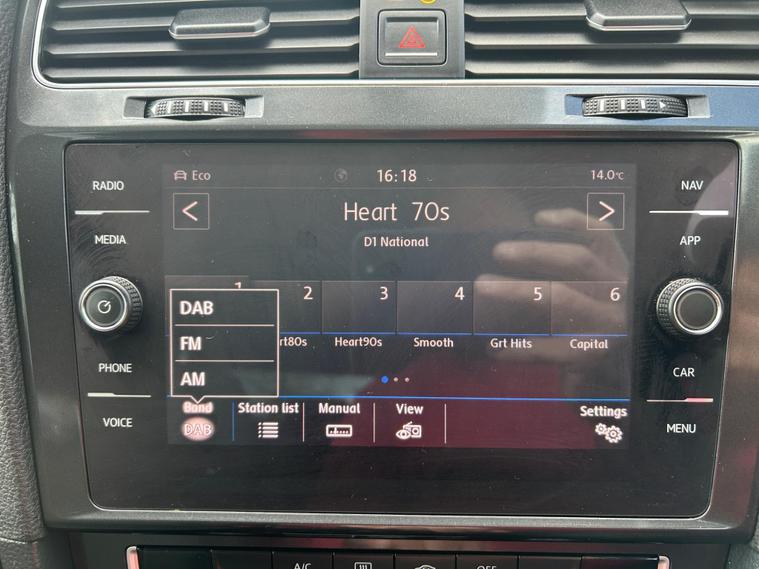 RADIO
MEDIA
PHONE
VOICE
Eco
16:18
14.0°C
<
Heart 70s
>
D1 National
1 2 3 4 5 6
rt80s Heart90s Smooth Grt Hits Capital
DAB
FM
AM
Band Station list Manual View Settings
DAB
NAV
APP
CAR
MENU
A/C
OFF